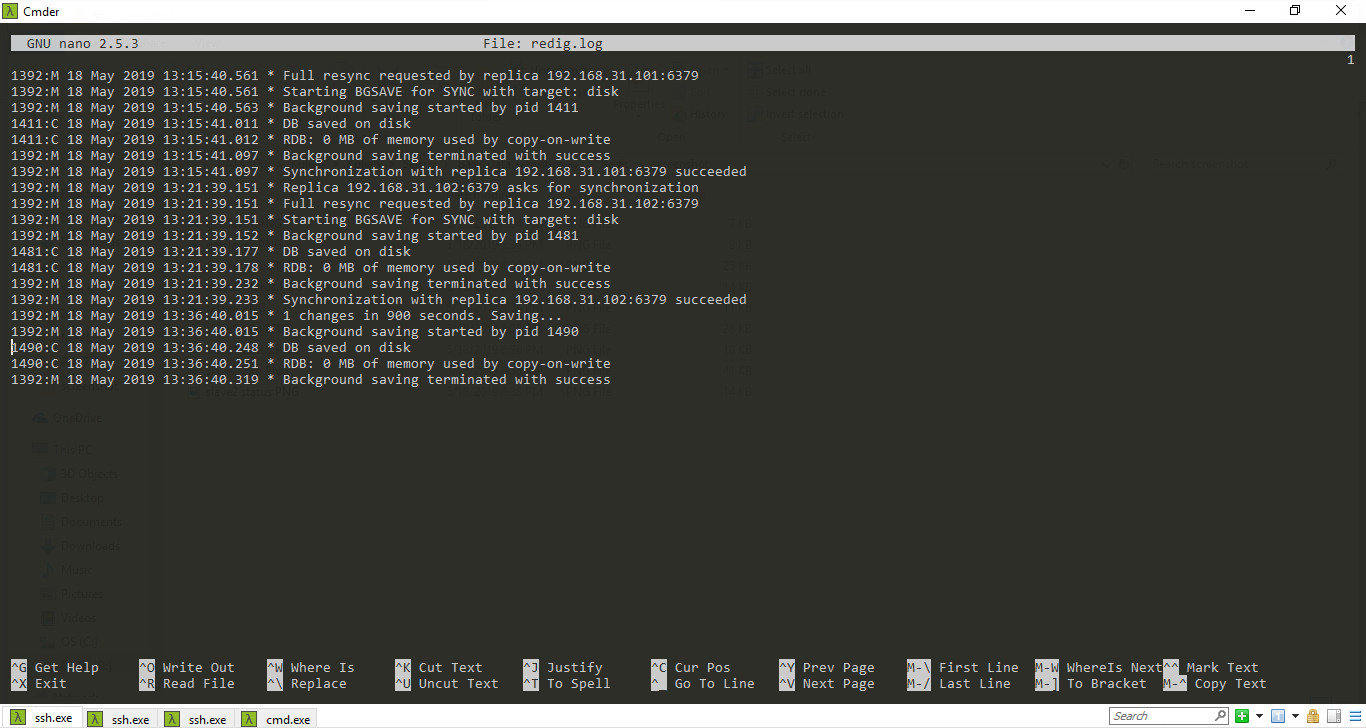 Cmder
GNU nano 2.5.3 File: redig.log
1
1392:M 18 May 2019 13:15:40.561 * Full resync requested by replica 192.168.31.101:6379
1392:M 18 May 2019 13:15:40.561 * Starting BGSAVE for SYNC with target: disk
1392:M 18 May 2019 13:15:40.563 * Background saving started by pid 1411
1411:C 18 May 2019 13:15:41.011 * DB saved on disk
1411:C 18 May 2019 13:15:41.012 * RDB: 0 MB of memory used by copy-on-write
1392:M 18 May 2019 13:15:41.097 * Background saving terminated with success
1392:M 18 May 2019 13:15:41.097 * Synchronization with replica 192.168.31.101:6379 succeeded
1392:M 18 May 2019 13:21:39.151 * Replica 192.168.31.102:6379 asks for synchronization
1392:M 18 May 2019 13:21:39.151 * Full resync requested by replica 192.168.31.102:6379
1392:M 18 May 2019 13:21:39.151 * Starting BGSAVE for SYNC with target: disk
1392:M 18 May 2019 13:21:39.152 * Background saving started by pid 1481
1481:C 18 May 2019 13:21:39.177 * DB saved on disk
1481:C 18 May 2019 13:21:39.178 * RDB: 0 MB of memory used by copy-on-write
1392:M 18 May 2019 13:21:39.232 * Background saving terminated with success
1392:M 18 May 2019 13:21:39.233 * Synchronization with replica 192.168.31.102:6379 succeeded
1392:M 18 May 2019 13:36:40.015 * 1 changes in 900 seconds. Saving...
1392:M 18 May 2019 13:36:40.015 * Background saving started by pid 1490
1490:C 18 May 2019 13:36:40.248 * DB saved on disk
1490:C 18 May 2019 13:36:40.251 * RDB: 0 MB of memory used by copy-on-write
1392:M 18 May 2019 13:36:40.319 * Background saving terminated with success
OneDrive
This PC
3D Objects
Desktop
Documents
Downloads
Music
Pictures
Videos
^G Get Help ^O Write Out ^W Where Is ^K Cut Text ^J Justify ^C Cur Pos ^Y Prev Page M-\ First Line M-W WhereIs Next ^^ Mark Text
^X Exit ^R Read File ^\ Replace ^U Uncut Text ^T To Spell ^_ Go To Line ^V Next Page M-/ Last Line M-] To Bracket M-^ Copy Text
ssh.exe ssh.exe ssh.exe cmd.exe Search